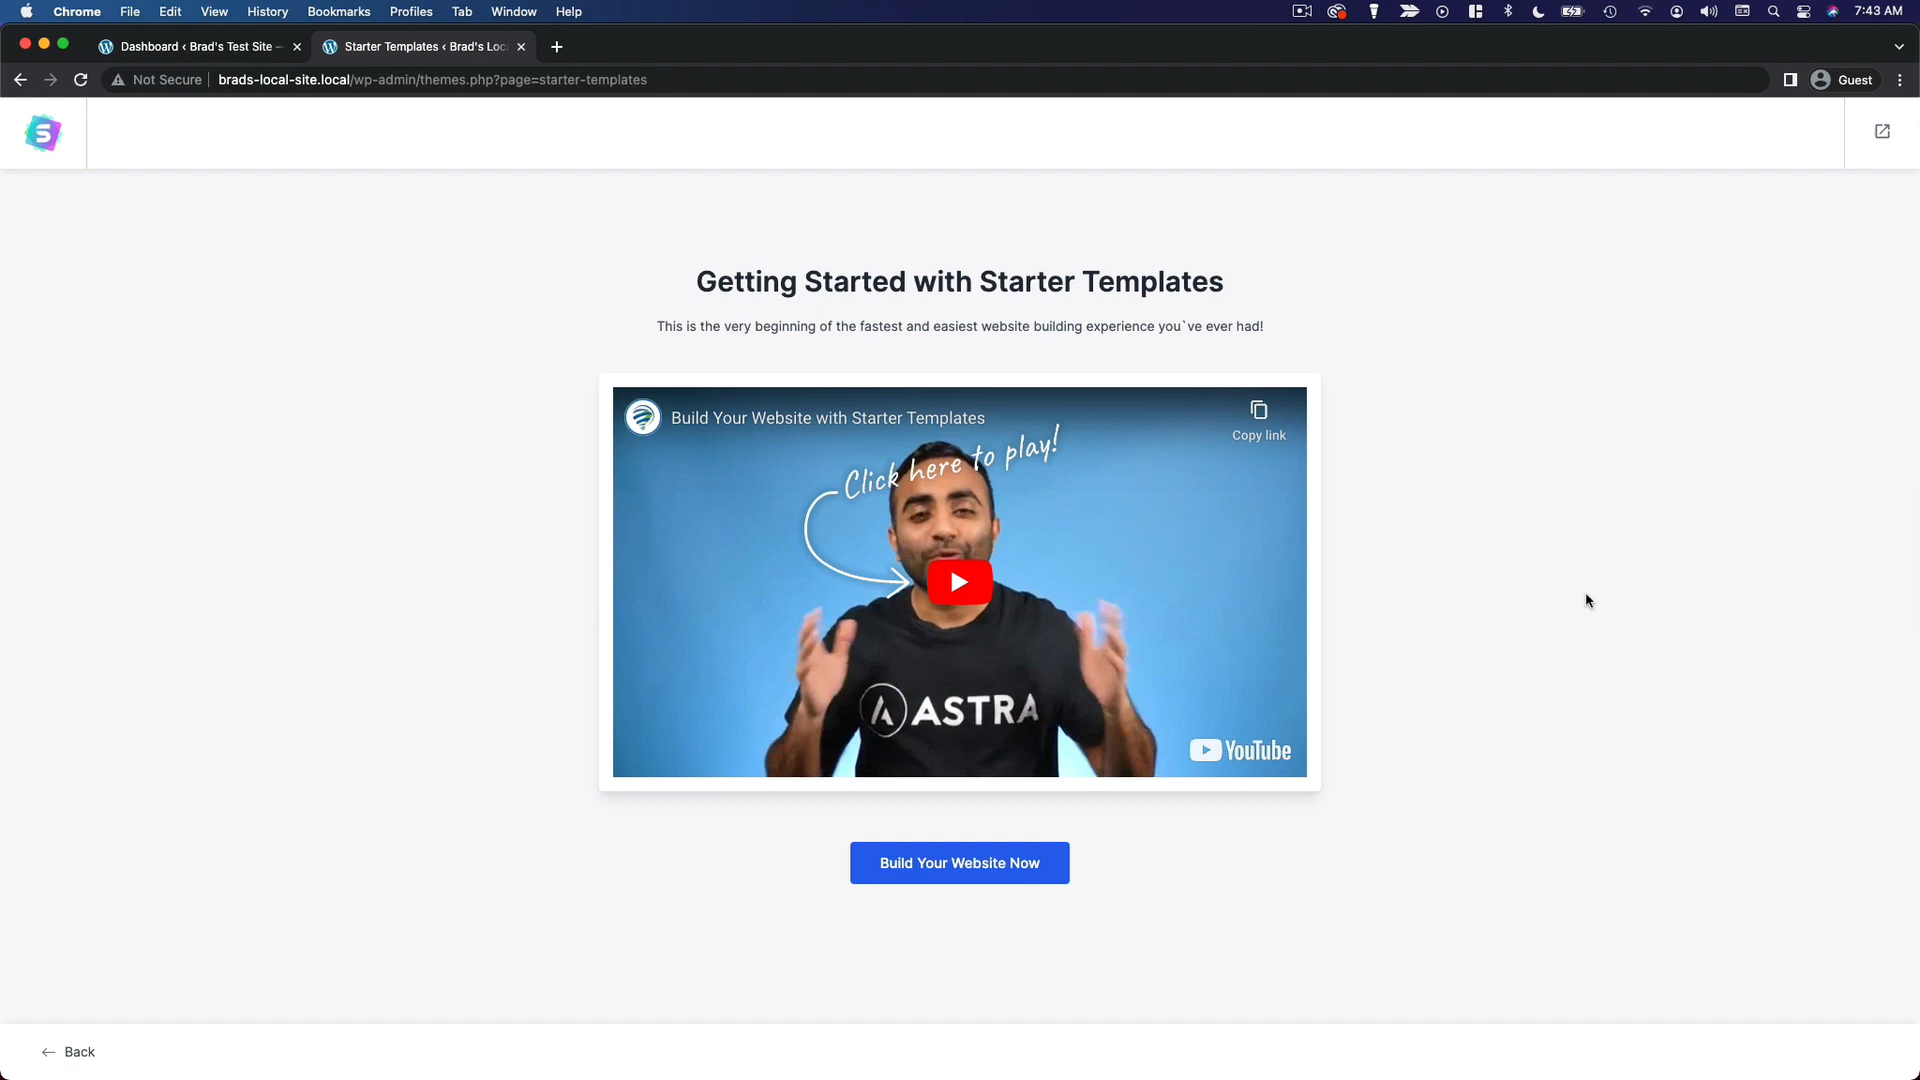 Chrome File Edit View History Bookmarks Profiles Tab Window Help 7:43 AM
Dashboard ‹ Brad's Test Site — Starter Templates ‹ Brad's Loc
Not Secure brads-local-site.local/wp-admin/themes.php?page=starter-templates Guest
S
Getting Started with Starter Templates
This is the very beginning of the fastest and easiest website building experience you`ve ever had!
Build Your Website with Starter Templates
Copy link
Click here to play!
ASTRA
YouTube
Build Your Website Now
Back